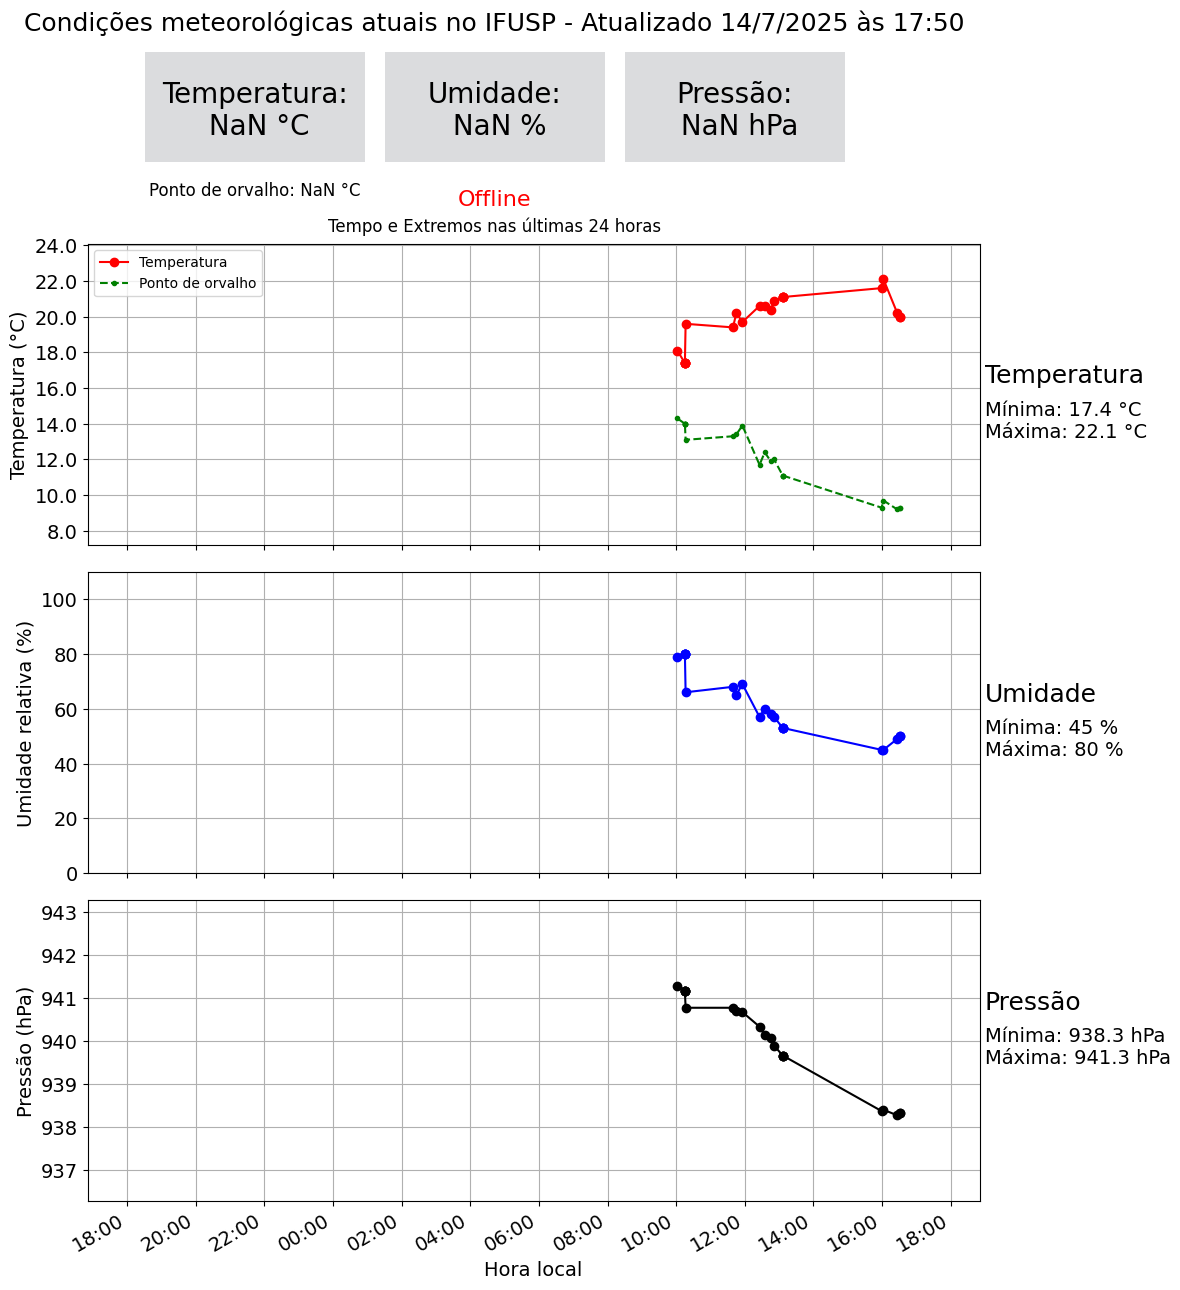 Condições meteorológicas atuais no IFUSP - Atualizado 14/7/2025 às 17:50
Temperatura:
NaN °C
Umidade:
NaN %
Pressão:
NaN hPa
Ponto de orvalho: NaN °C
Offline
Tempo e Extremos nas últimas 24 horas
Temperatura (°C)
24.0
22.0
20.0
18.0
16.0
14.0
12.0
10.0
8.0
Temperatura
Ponto de orvalho
Temperatura
Mínima: 17.4 °C
Máxima: 22.1 °C
Umidade relativa (%)
100
80
60
40
20
0
Umidade
Mínima: 45 %
Máxima: 80 %
Pressão (hPa)
943
942
941
940
939
938
937
Pressão
Mínima: 938.3 hPa
Máxima: 941.3 hPa
18:00
20:00
22:00
00:00
02:00
04:00
06:00
08:00
10:00
12:00
14:00
16:00
18:00
Hora local